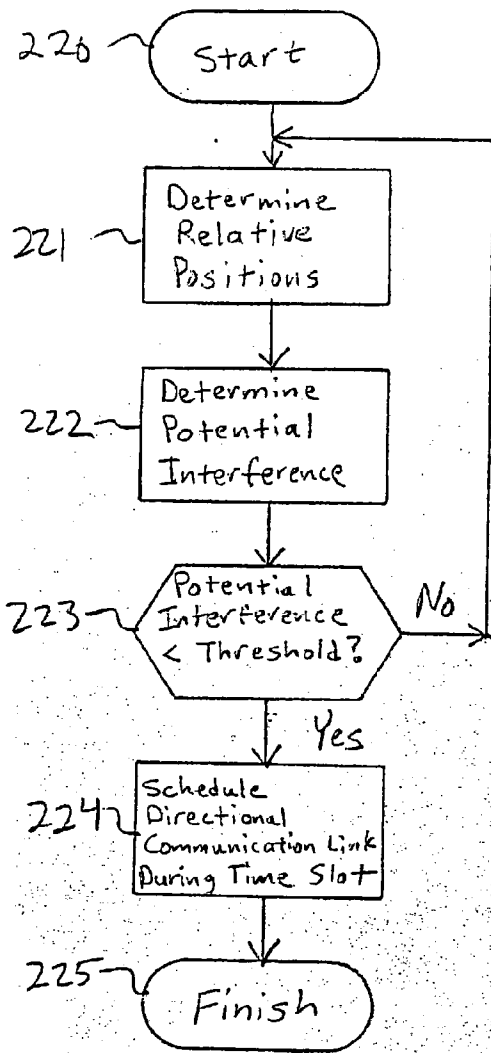 220
Start
221
Determine
Relative
Positions
222
Determine
Potential
Interference
223
Potential
Interference
< Threshold?
No
Yes
224
Schedule
Directional
Communication Link
During Time Slot
225
Finish